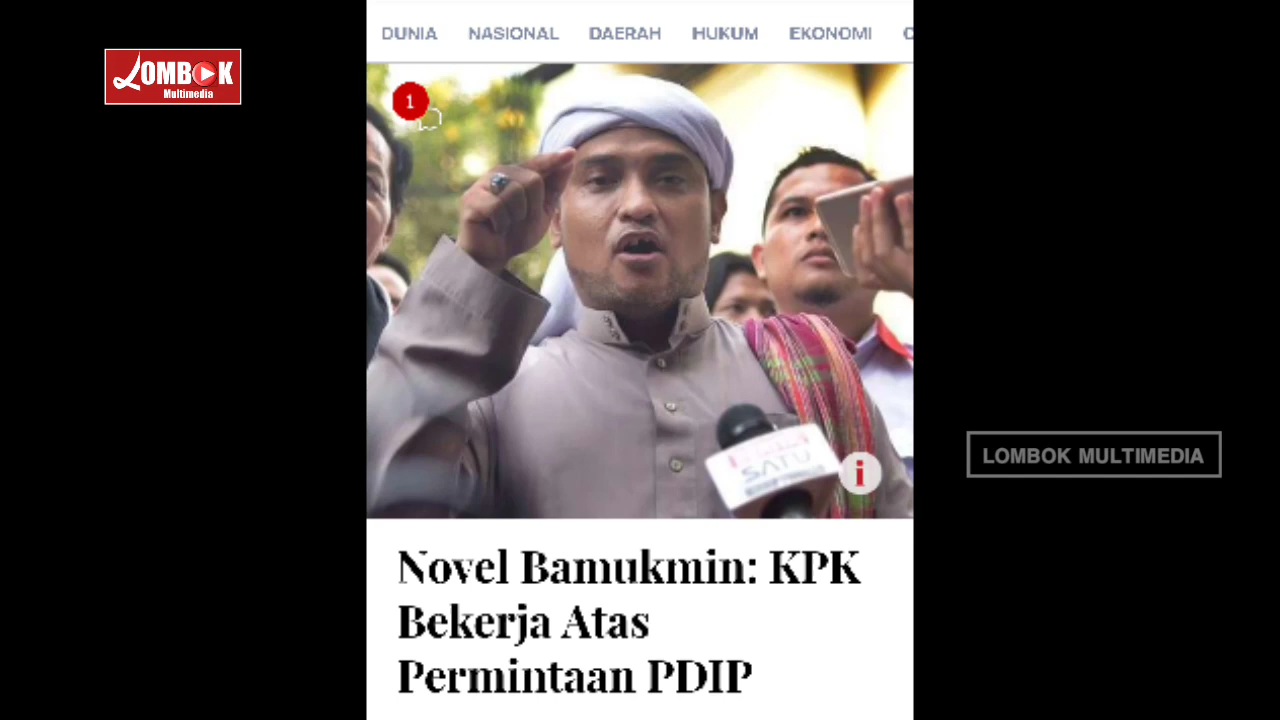 LOMBOK
Multimedia
DUNIA NASIONAL DAERAH HUKUM EKONOMI
1
SATU
i
LOMBOK MULTIMEDIA
Novel Bamukmin: KPK
Bekerja Atas
Permintaan PDIP